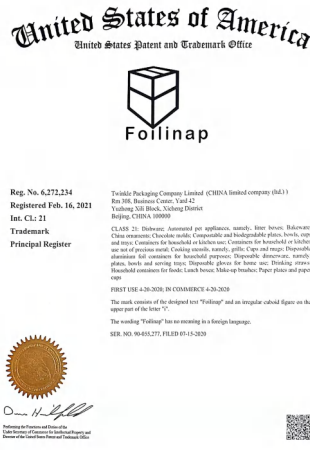 United States of America
United States Patent and Trademark Office
Foilinap
Reg. No. 6,272,234
Registered Feb. 16, 2021
Int. Cl.: 21
Trademark
Principal Register
Twinkle Packaging Company Limited (CHINA limited company (ltd.) )
Rm 308, Business Center, Yard 42
Yuzhong Xili Block, Xicheng District
Beijing, CHINA 100000
CLASS 21: Dishware; Automated pet appliances, namely, litter boxes; Bakeware;
China ornaments; Chocolate molds; Compostable and biodegradable plates, bowls, cups
and trays; Containers for household or kitchen use; Containers for household or kitchen
use not of precious metal; Cooking utensils, namely, grills; Cups and mugs; Disposable
aluminium foil containers for household purposes; Disposable dinnerware, namely,
plates, bowls and serving trays; Disposable gloves for home use; Drinking straws;
Household containers for foods; Lunch boxes; Make-up brushes; Paper plates and paper
cups
FIRST USE 4-20-2020; IN COMMERCE 4-20-2020
The mark consists of the designed text "Foilinap" and an irregular cuboid figure on the
upper part of the letter "i".
The wording "Foilinap" has no meaning in a foreign language.
SER. NO. 90-055,277, FILED 07-15-2020
Performing the Functions and Duties of the
Under Secretary of Commerce for Intellectual Property and
Director of the United States Patent and Trademark Office